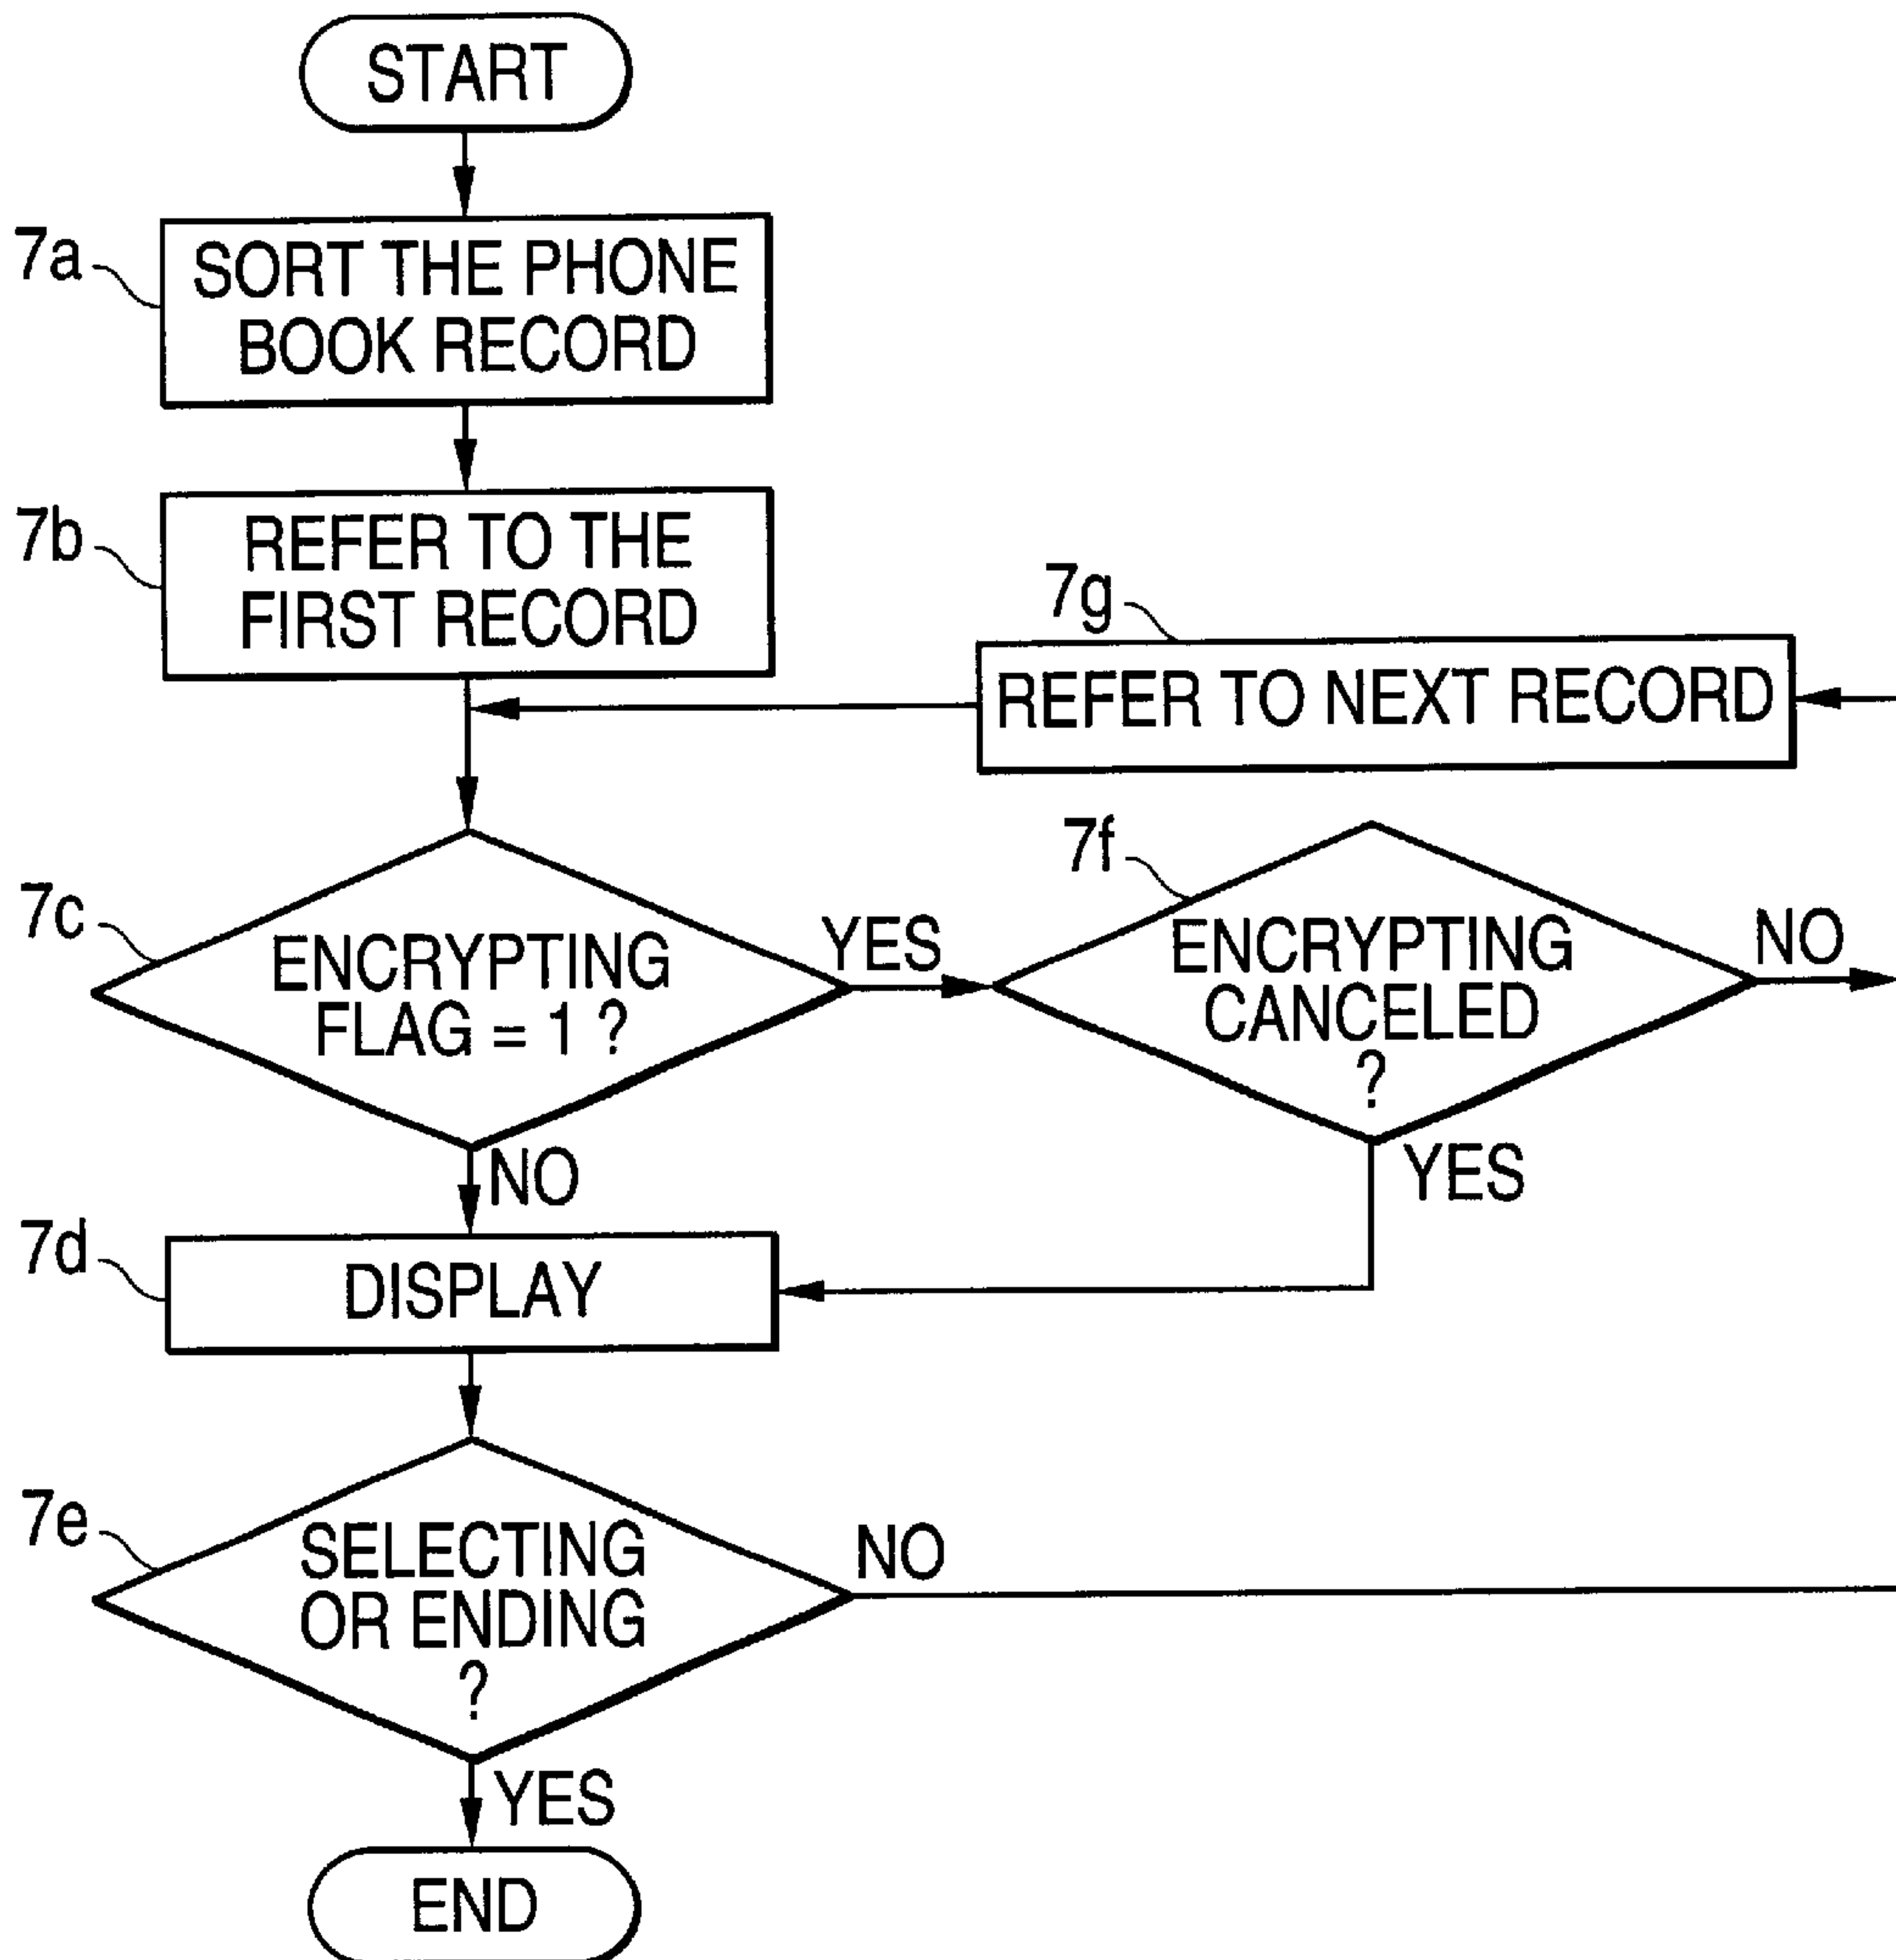 START
7a
SORT THE PHONE
BOOK RECORD
7b
REFER TO THE
FIRST RECORD
7g
REFER TO NEXT RECORD
7c
ENCRYPTING
FLAG = 1 ?
YES
7f
ENCRYPTING
CANCELED
?
NO
NO
YES
7d
DISPLAY
7e
SELECTING
OR ENDING
?
NO
YES
END